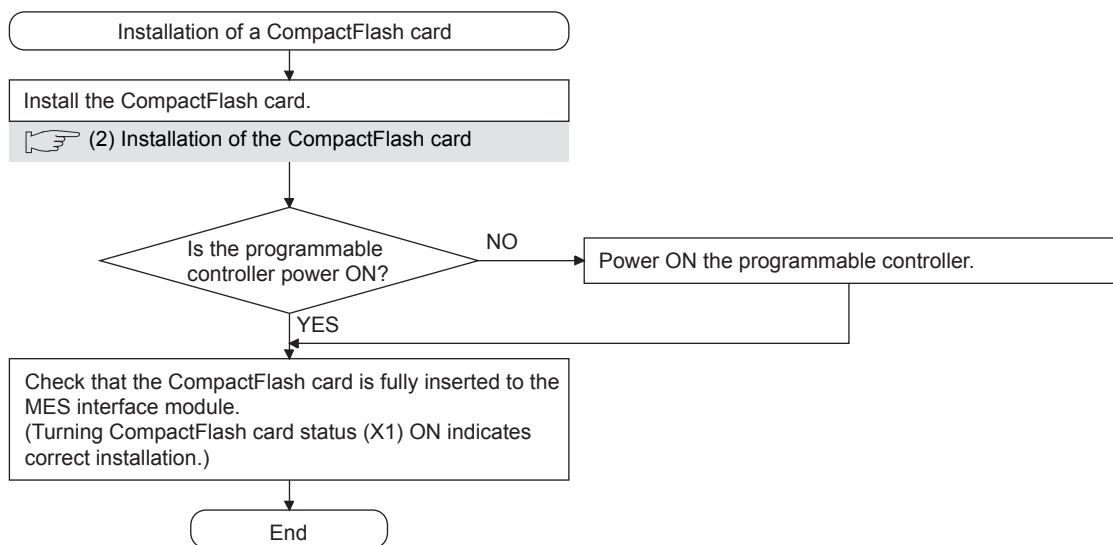 Installation of a CompactFlash card
Install the CompactFlash card.
(2) Installation of the CompactFlash card
Is the programmable
controller power ON?
NO
Power ON the programmable controller.
YES
Check that the CompactFlash card is fully inserted to the
MES interface module.
(Turning CompactFlash card status (X1) ON indicates
correct installation.)
End